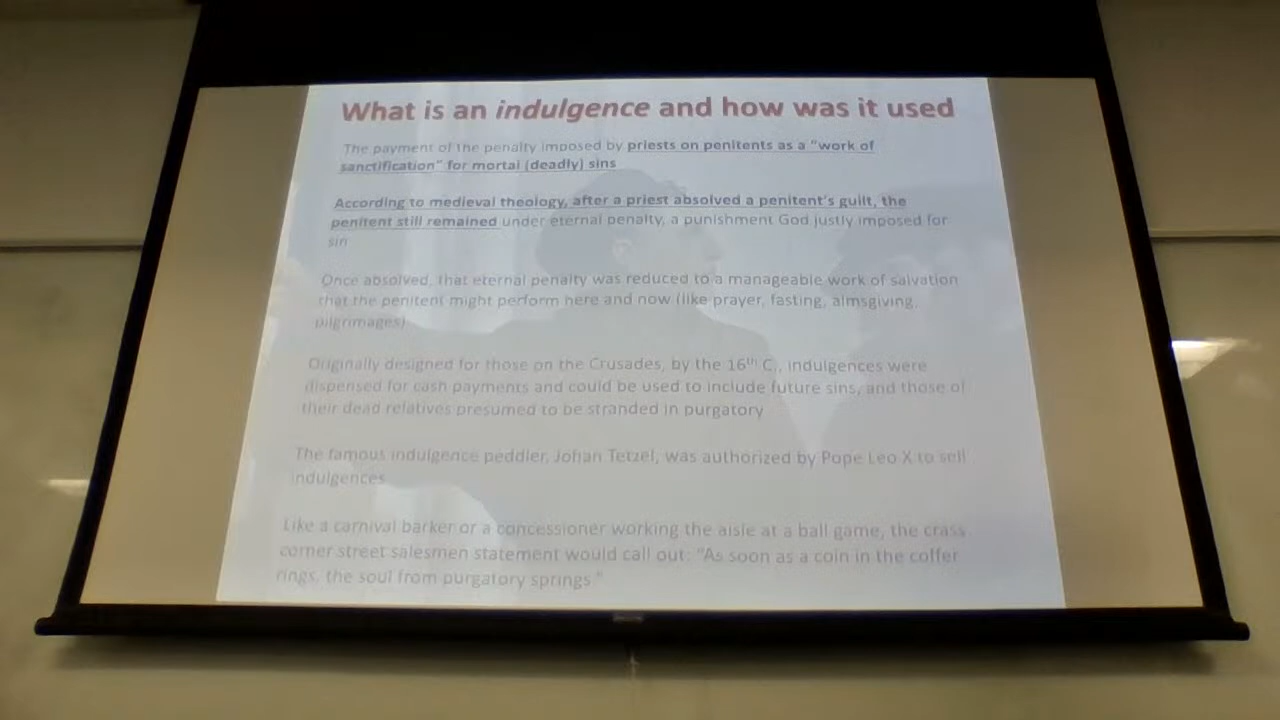 What is an indulgence and how was it used
The payment of the penalty imposed by priests on penitents as a "work of
sanctification" for mortal (deadly) sins
According to medieval theology, after a priest absolved a penitent's guilt, the
penitent still remained under eternal penalty, a punishment God justly imposed for
sin
Once absolved, that eternal penalty was reduced to a manageable work of salvation
that the penitent might perform here and now (like prayer, fasting, almsgiving,
pilgrimages)
Originally designed for those on the Crusades, by the 16th C., indulgences were
dispensed for cash payments and could be used to include future sins, and those of
their dead relatives presumed to be stranded in purgatory
The famous indulgence peddler, Johan Tetzel, was authorized by Pope Leo X to sell
indulgences
Like a carnival barker or a concessioner working the aisle at a ball game, the crass
corner street salesmen statement would call out: "As soon as a coin in the coffer
rings, the soul from purgatory springs."